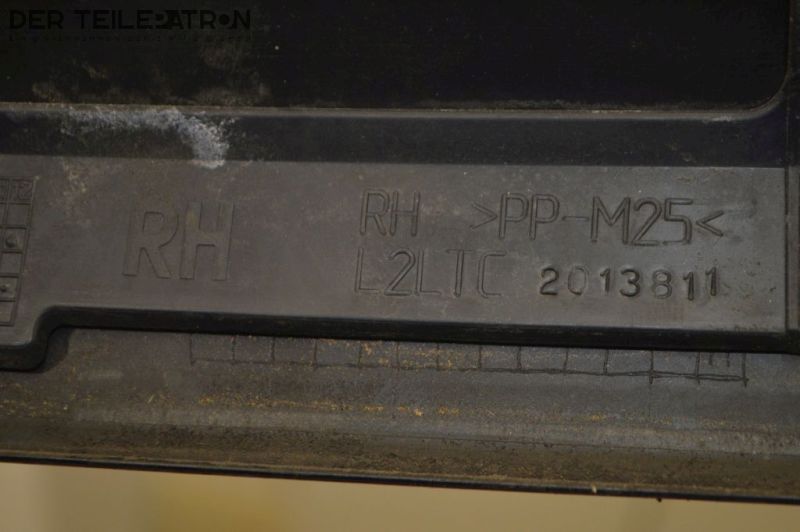 DER TEILEPATRON
RH
RH >PP-M25<
L2LTC 2013811